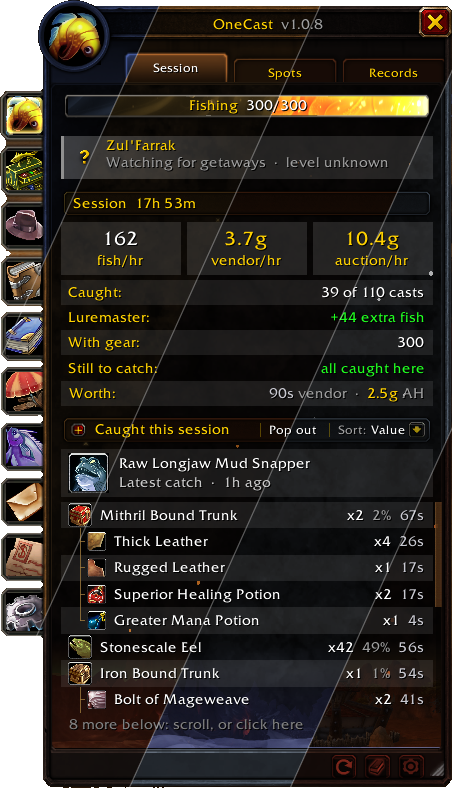 OneCast v1.0.8
Session
Spots
Records
Fishing 300/300
? Zul'Farrak
Watching for getaways · level unknown
Session 17h 53m
162 3.7g 10.4g
fish/hr vendor/hr auction/hr
Caught: 39 of 110 casts
Luremaster: +44 extra fish
With gear: 300
Still to catch: all caught here
Worth: 90s vendor · 2.5g AH
Caught this session Pop out Sort: Value
Raw Longjaw Mud Snapper
Latest catch · 1h ago
Mithril Bound Trunk x2 2% 67s
Thick Leather x4 26s
Rugged Leather x1 17s
Superior Healing Potion x2 17s
Greater Mana Potion x1 4s
Stonescale Eel x42 49% 56s
Iron Bound Trunk x1 1% 54s
Bolt of Mageweave x2 41s
8 more below: scroll, or click here